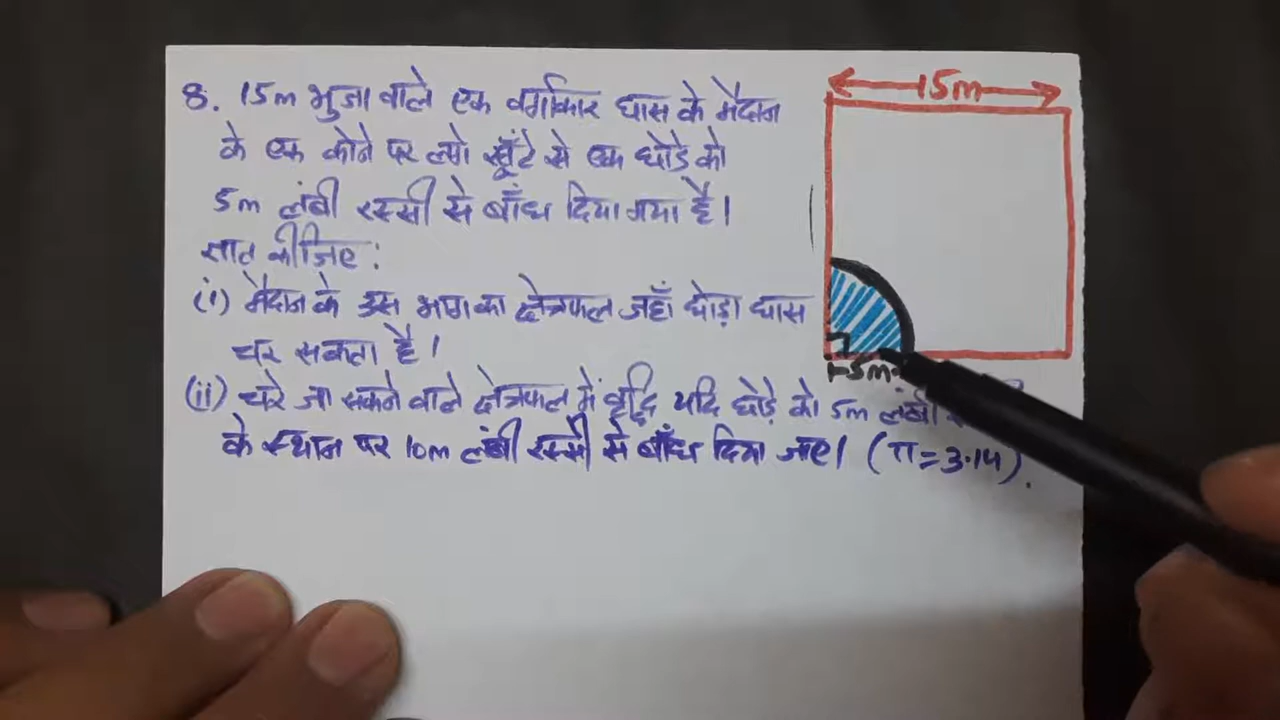 8. 15m भुजा वाले एक वर्गाकार घास के मैदान
के एक कोने पर लगे खूँटे से एक घोड़े को
5m लंबी रस्सी से बाँध दिया गया है।
ज्ञात कीजिए:
(i) मैदान के उस भाग का क्षेत्रफल जहाँ घोड़ा घास
चर सकता है।
(ii) चरे जा सकने वाले क्षेत्रफल में वृद्धि यदि घोड़े को 5m लंबी
के स्थान पर 10m लंबी रस्सी से बाँध दिया जाए। (π=3.14).
15m
5m